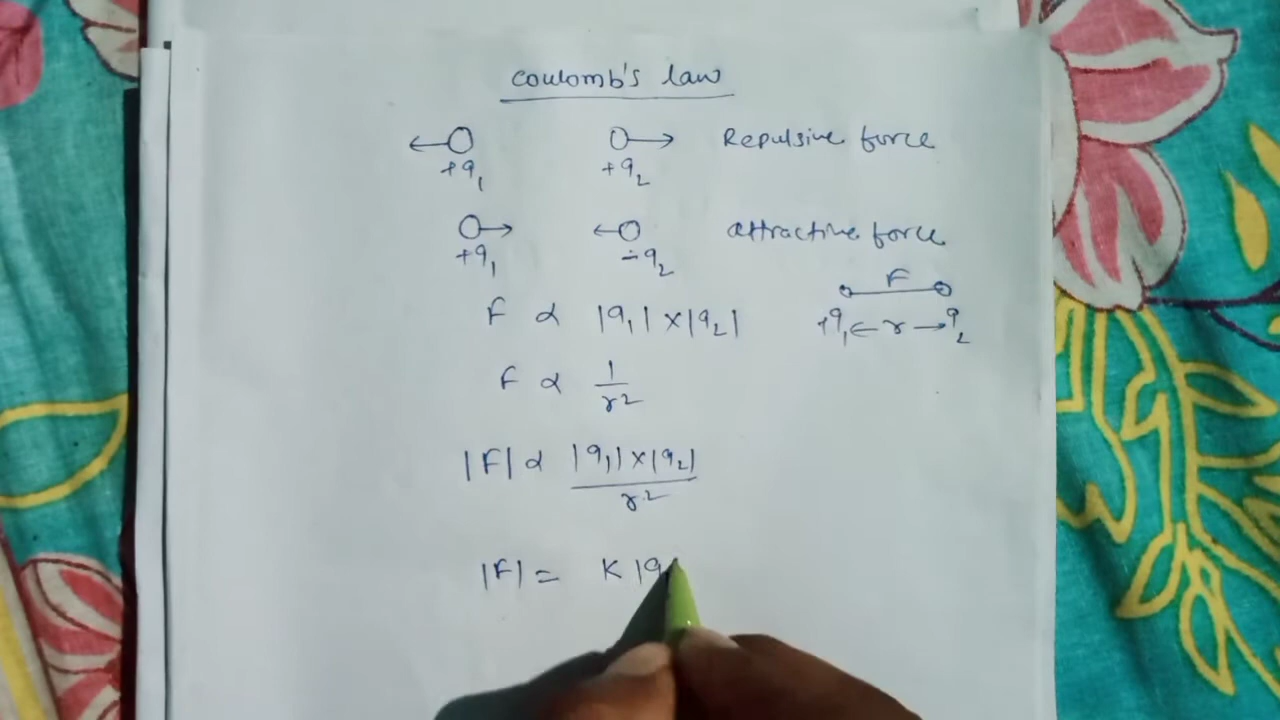 Coulomb's law
+q₁ +q₂ Repulsive force
+q₁ -q₂ attractive force
F
F ∝ |q₁| × |q₂| +q₁ ← r → q₂
F ∝ 1/r²
|F| ∝ |q₁| × |q₂| / r²
|F| = K |q